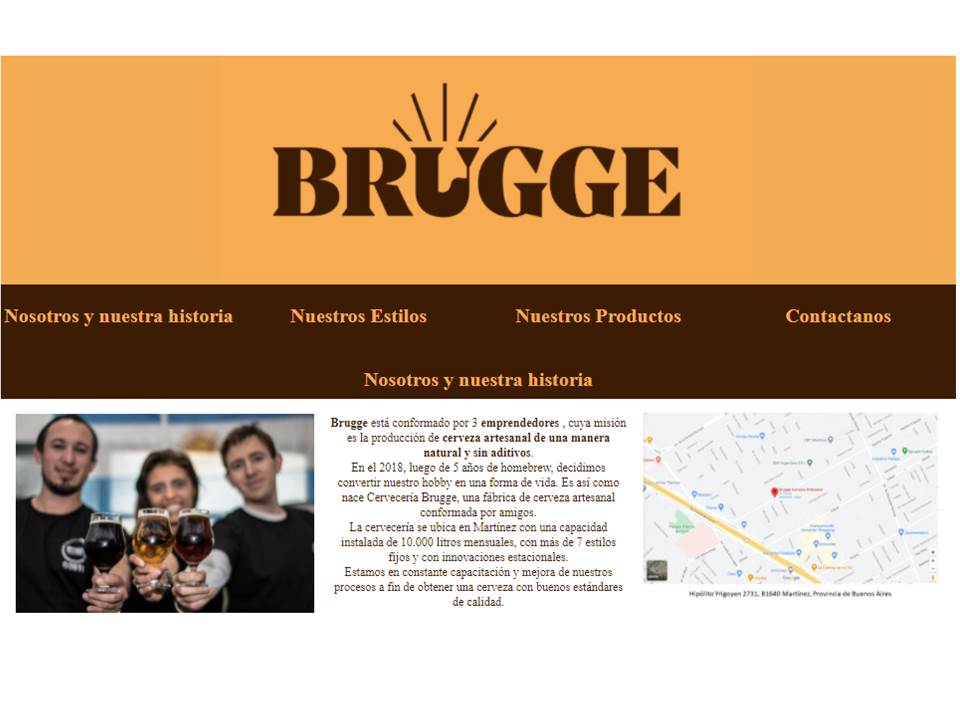 BRUGGE
Nosotros y nuestra historia
Nuestros Estilos
Nuestros Productos
Contactanos
Nosotros y nuestra historia
Brugge está conformado por 3 emprendedores , cuya misión
es la producción de cerveza artesanal de una manera
natural y sin aditivos.
En el 2018, luego de 5 años de homebrew, decidimos
convertir nuestro hobby en una forma de vida. Es así como
nace Cervecería Brugge, una fábrica de cerveza artesanal
conformada por amigos.
La cervecería se ubica en Martínez con una capacidad
instalada de 10.000 litros mensuales, con más de 7 estilos
fijos y con innovaciones estacionales.
Estamos en constante capacitación y mejora de nuestros
procesos a fin de obtener una cerveza con buenos estándares
de calidad.
Hipólito Yrigoyen 2731, B1640 Martínez, Provincia de Buenos Aires